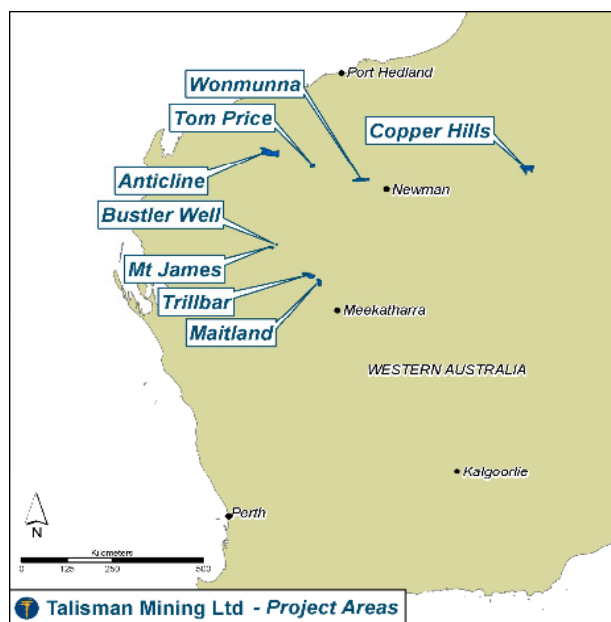 Port Hedland
Wonmunna
Tom Price
Copper Hills
Anticline
Newman
Bustler Well
Mt James
Trillbar
Meekatharra
Maitland
WESTERN AUSTRALIA
Kalgoorlie
N
Perth
Kilometers
0 125 250 500
Talisman Mining Ltd - Project Areas